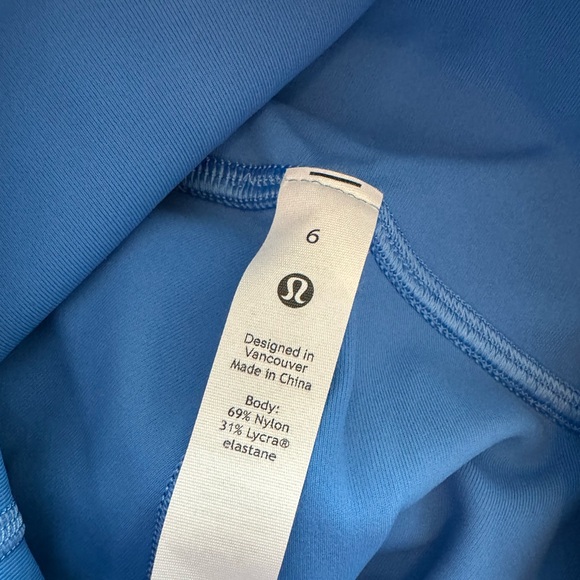 6
Designed in
Vancouver
Made in China
Body:
69% Nylon
31% Lycra®
elastane